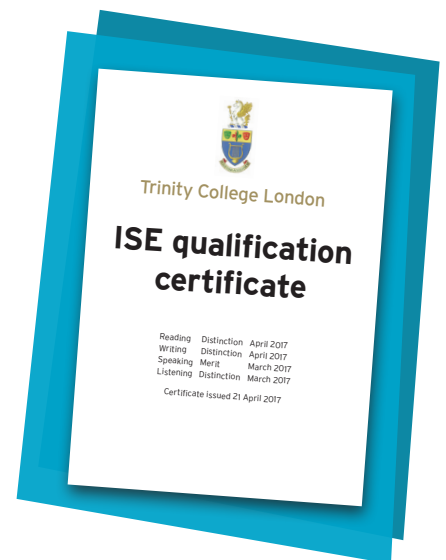 Trinity College London
ISE qualification
certificate
Reading Distinction April 2017
Writing Distinction April 2017
Speaking Merit March 2017
Listening Distinction March 2017
Certificate issued 21 April 2017